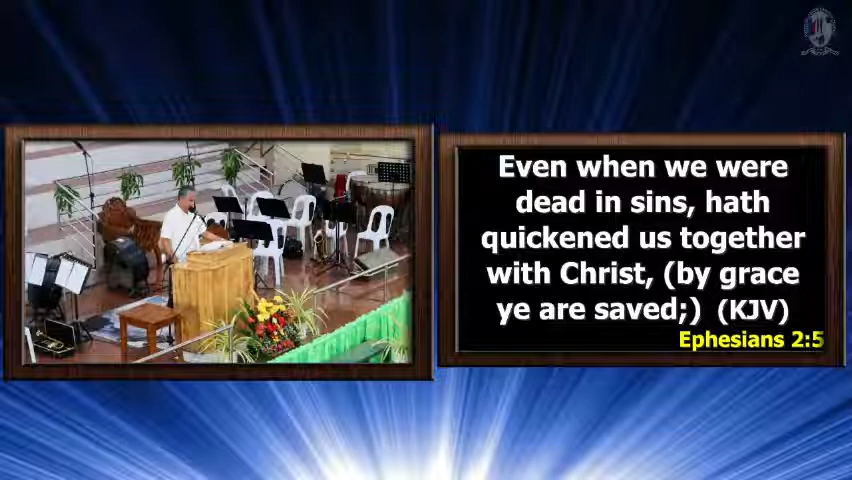 Even when we were
dead in sins, hath
quickened us together
with Christ, (by grace
ye are saved;) (KJV)
Ephesians 2:5